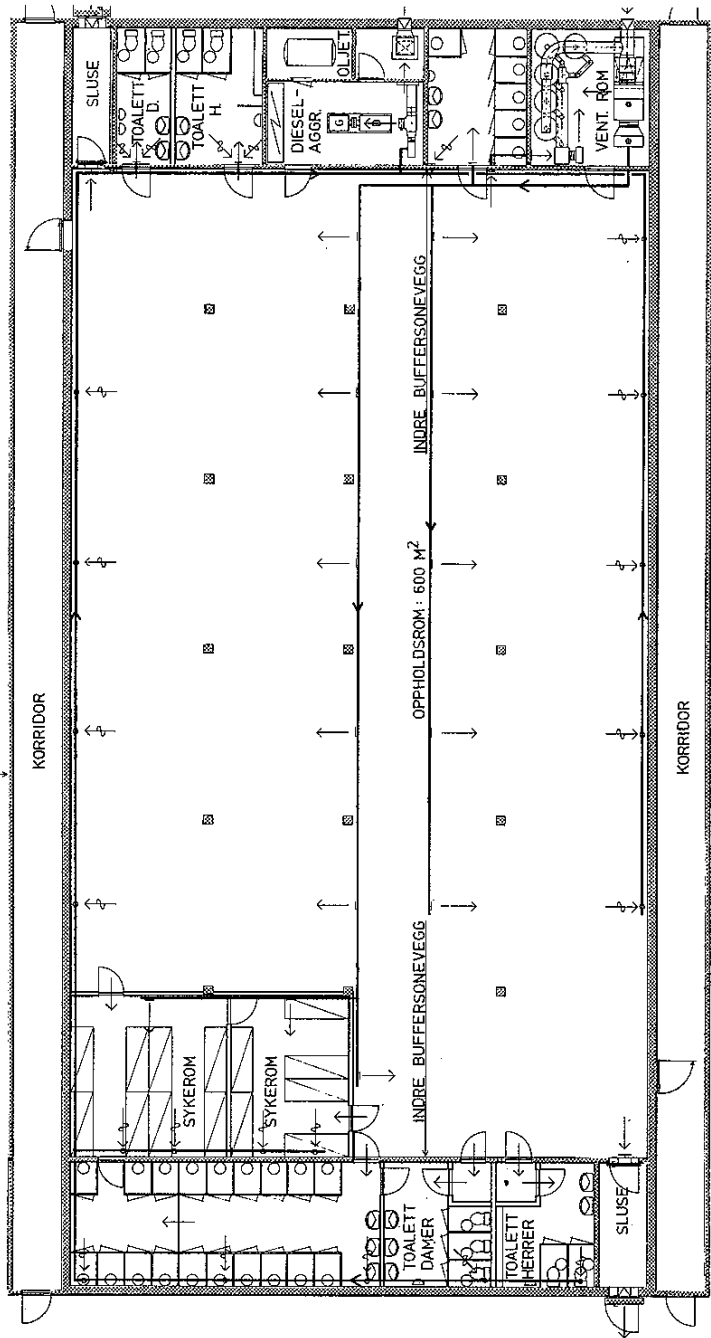 SLUSE
TOALETT
D.
TOALETT
H.
DIESEL-
AGGR.
OLJET.
G
D
VENT. ROM
INDRE BUFFERSONEVEGG
OPPHOLDSROM: 600 M²
KORRIDOR
KORRIDOR
INDRE BUFFERSONEVEGG
SYKEROM
SYKEROM
TOALETT
DAMER
TOALETT
HERRER
SLUSE